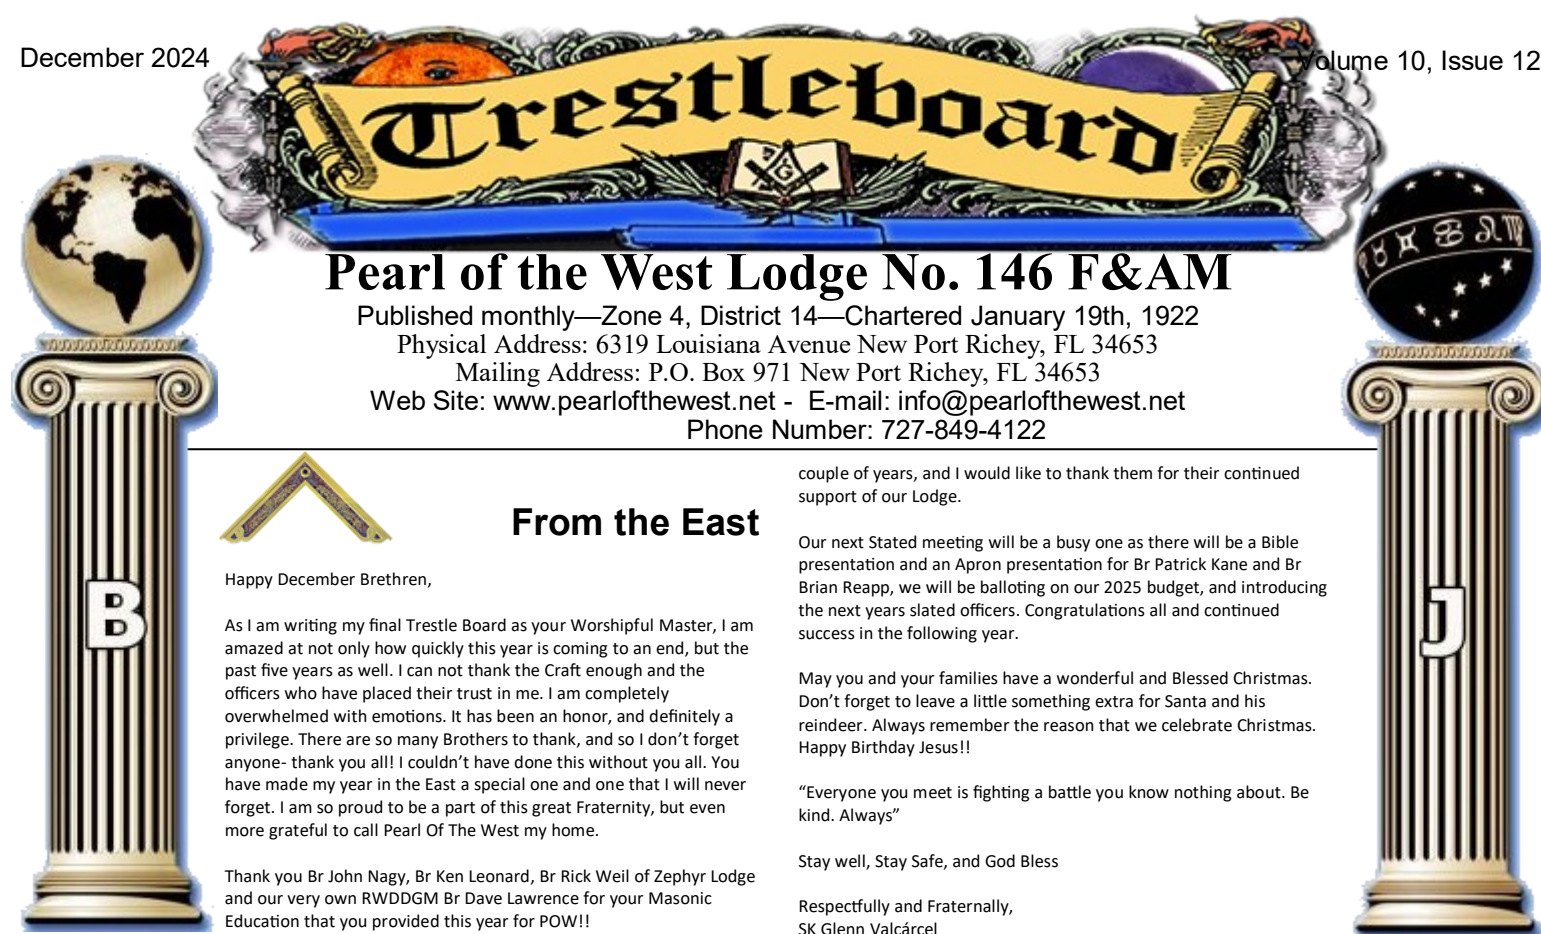 December 2024
Volume 10, Issue 12
Trestleboard
G
Pearl of the West Lodge No. 146 F&AM
Published monthly—Zone 4, District 14—Chartered January 19th, 1922
Physical Address: 6319 Louisiana Avenue New Port Richey, FL 34653
Mailing Address: P.O. Box 971 New Port Richey, FL 34653
Web Site: www.pearlofthewest.net - E-mail: info@pearlofthewest.net
Phone Number: 727-849-4122
B
J
From the East
Happy December Brethren,
As I am writing my final Trestle Board as your Worshipful Master, I am
amazed at not only how quickly this year is coming to an end, but the
past five years as well. I can not thank the Craft enough and the
officers who have placed their trust in me. I am completely
overwhelmed with emotions. It has been an honor, and definitely a
privilege. There are so many Brothers to thank, and so I don’t forget
anyone- thank you all! I couldn’t have done this without you all. You
have made my year in the East a special one and one that I will never
forget. I am so proud to be a part of this great Fraternity, but even
more grateful to call Pearl Of The West my home.
Thank you Br John Nagy, Br Ken Leonard, Br Rick Weil of Zephyr Lodge
and our very own RWDDGM Br Dave Lawrence for your Masonic
Education that you provided this year for POW!!
couple of years, and I would like to thank them for their continued
support of our Lodge.
Our next Stated meeting will be a busy one as there will be a Bible
presentation and an Apron presentation for Br Patrick Kane and Br
Brian Reapp, we will be balloting on our 2025 budget, and introducing
the next years slated officers. Congratulations all and continued
success in the following year.
May you and your families have a wonderful and Blessed Christmas.
Don’t forget to leave a little something extra for Santa and his
reindeer. Always remember the reason that we celebrate Christmas.
Happy Birthday Jesus!!
“Everyone you meet is fighting a battle you know nothing about. Be
kind. Always”
Stay well, Stay Safe, and God Bless
Respectfully and Fraternally,
SK Glenn Valcárcel